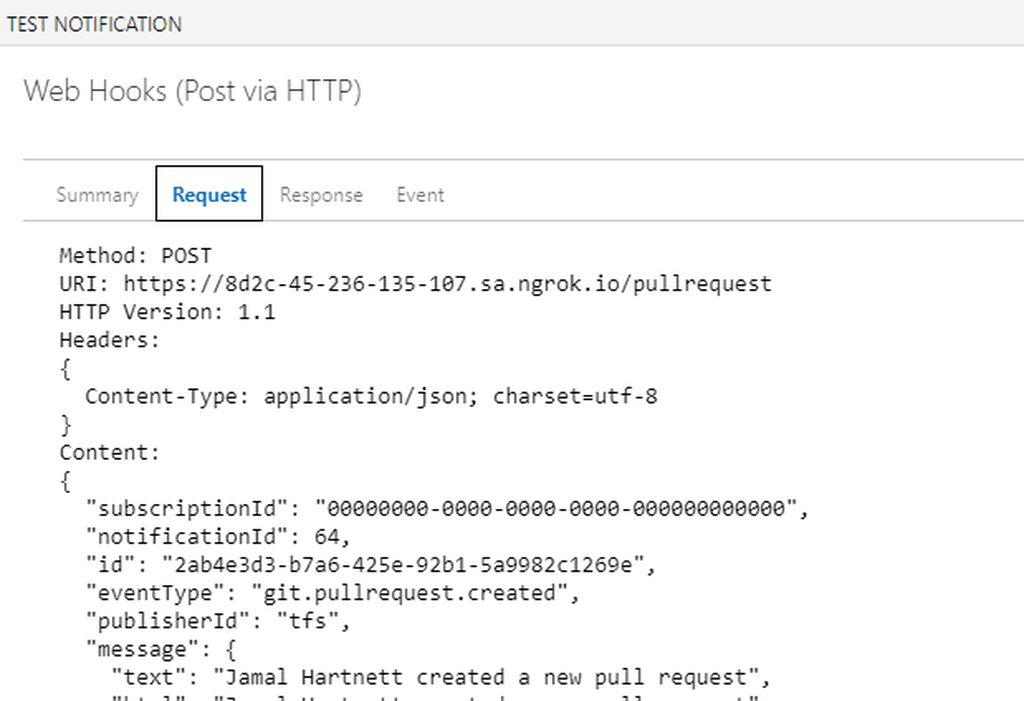 TEST NOTIFICATION
Web Hooks (Post via HTTP)
Summary Request Response Event
Method: POST
URI: https://8d2c-45-236-135-107.sa.ngrok.io/pullrequest
HTTP Version: 1.1
Headers:
{
  Content-Type: application/json; charset=utf-8
}
Content:
{
  "subscriptionId": "00000000-0000-0000-0000-000000000000",
  "notificationId": 64,
  "id": "2ab4e3d3-b7a6-425e-92b1-5a9982c1269e",
  "eventType": "git.pullrequest.created",
  "publisherId": "tfs",
  "message": {
    "text": "Jamal Hartnett created a new pull request",